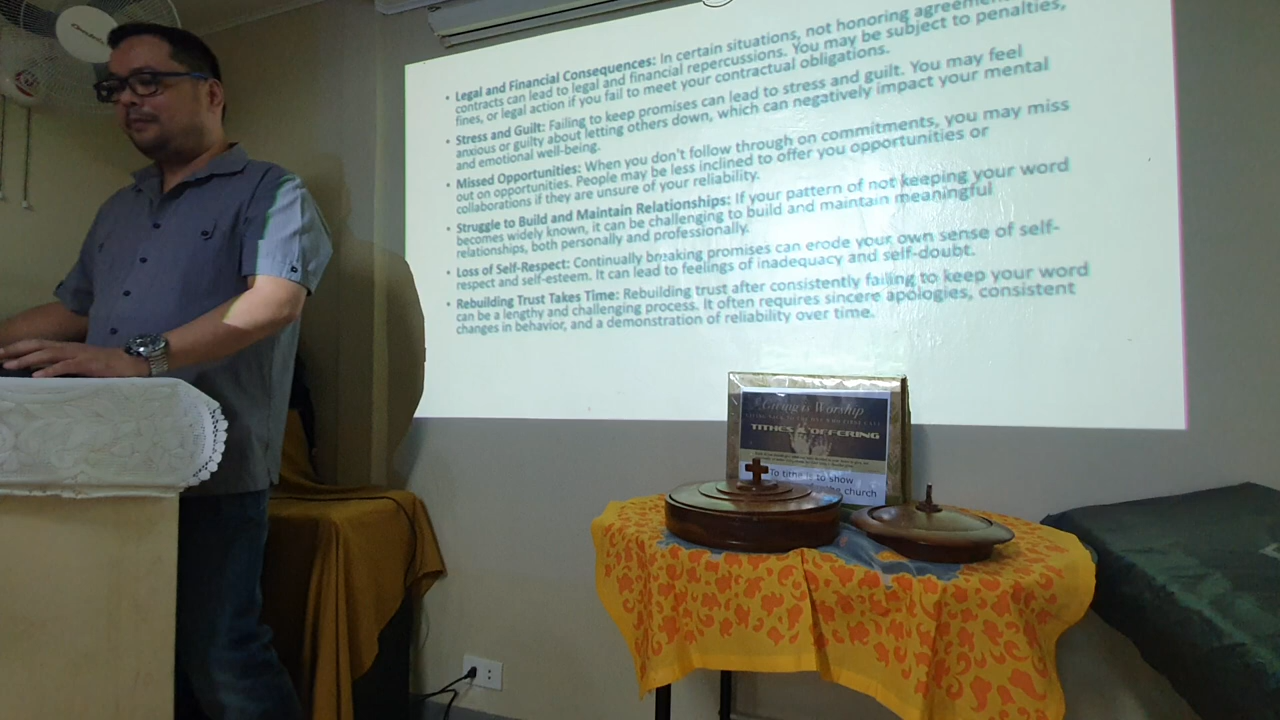 • Legal and Financial Consequences: In certain situations, not honoring agreements
contracts can lead to legal and financial repercussions. You may be subject to penalties,
fines, or legal action if you fail to meet your contractual obligations.
• Stress and Guilt: Failing to keep promises can lead to stress and guilt. You may feel
anxious or guilty about letting others down, which can negatively impact your mental
and emotional well-being.
• Missed Opportunities: When you don't follow through on commitments, you may miss
out on opportunities. People may be less inclined to offer you opportunities or
collaborations if they are unsure of your reliability.
• Struggle to Build and Maintain Relationships: If your pattern of not keeping your word
becomes widely known, it can be challenging to build and maintain meaningful
relationships, both personally and professionally.
• Loss of Self-Respect: Continually breaking promises can erode your own sense of self-
respect and self-esteem. It can lead to feelings of inadequacy and self-doubt.
• Rebuilding Trust Takes Time: Rebuilding trust after consistently failing to keep your word
can be a lengthy and challenging process. It often requires sincere apologies, consistent
changes in behavior, and a demonstration of reliability over time.
Giving is Worship
TITHES & OFFERING
To tithe is to show
the church